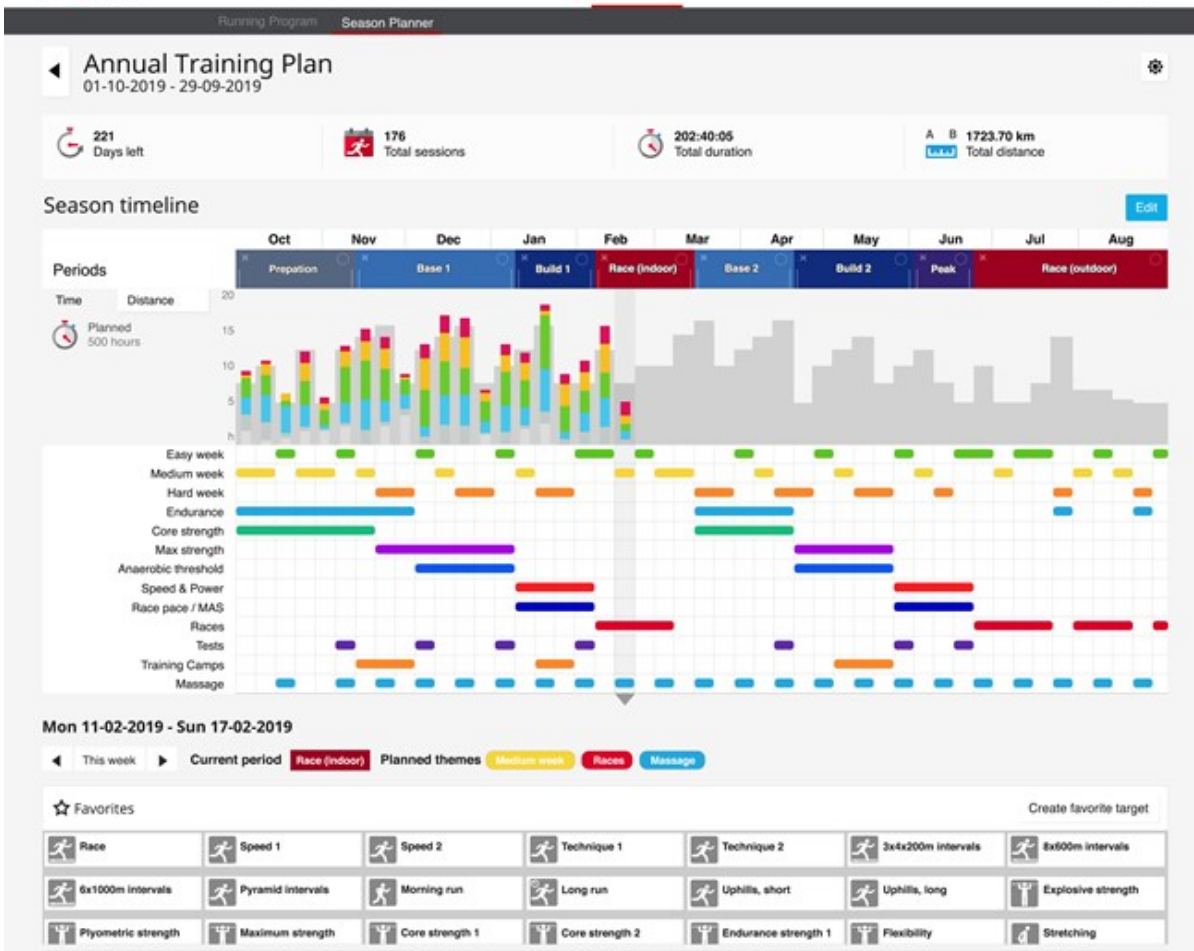 Running Program Season Planner
Annual Training Plan
01-10-2019 - 29-09-2019
221
Days left
176
Total sessions
202:40:05
Total duration
A B 1723.70 km
Total distance
Season timeline
Edit
Oct Nov Dec Jan Feb Mar Apr May Jun Jul Aug
Periods
Prepation Base 1 Build 1 Race (indoor) Base 2 Build 2 Peak Race (outdoor)
Time Distance
Planned
500 hours
20
15
10
5
h
Easy week
Medium week
Hard week
Endurance
Core strength
Max strength
Anaerobic threshold
Speed & Power
Race pace / MAS
Races
Tests
Training Camps
Massage
Mon 11-02-2019 - Sun 17-02-2019
This week Current period Race (indoor) Planned themes Medium week Races Massage
Favorites Create favorite target
Race Speed 1 Speed 2 Technique 1 Technique 2 3x4x200m intervals 8x600m intervals
6x1000m intervals Pyramid intervals Morning run Long run Uphills, short Uphills, long Explosive strength
Plyometric strength Maximum strength Core strength 1 Core strength 2 Endurance strength 1 Flexibility Stretching